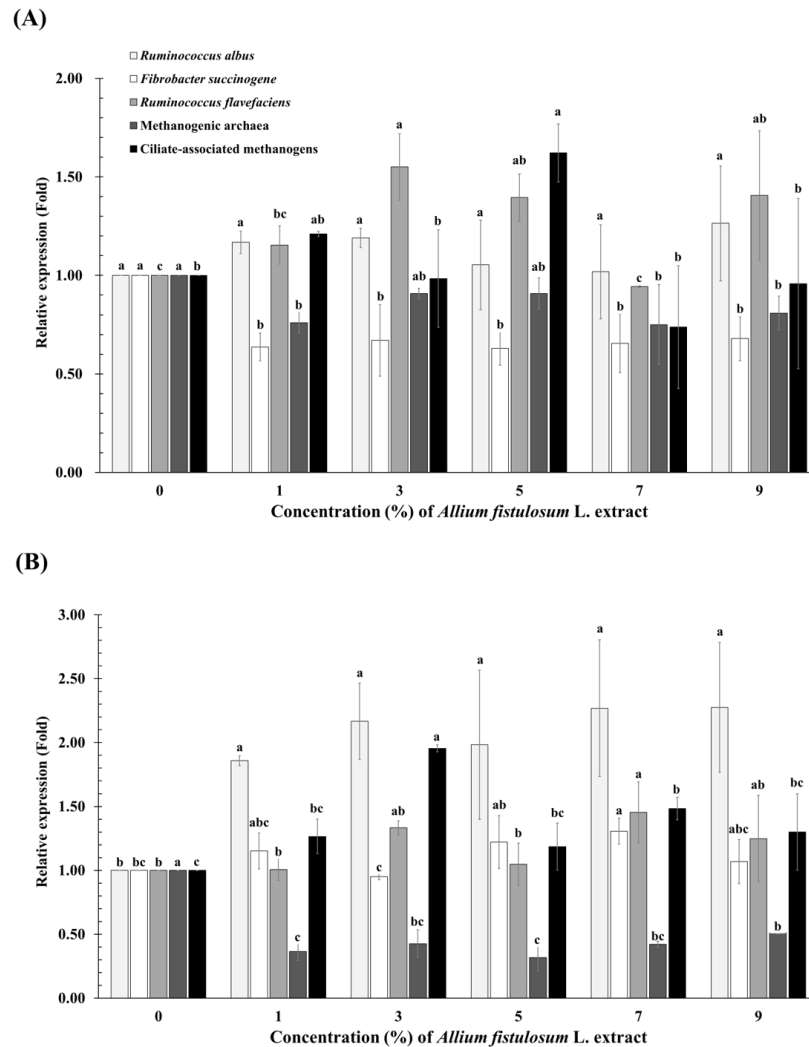 (A)
Ruminococcus albus
Fibrobacter succinogene
Ruminococcus flavefaciens
Methanogenic archaea
Ciliate-associated methanogens
2.00
1.50
1.00
0.50
0.00
Relative expression (Fold)
a a c a b
a b bc b ab
a b a ab b
a b ab ab a
a b c b b
a b ab b b
0 1 3 5 7 9
Concentration (%) of Allium fistulosum L. extract
(B)
3.00
2.50
2.00
1.50
1.00
0.50
0.00
Relative expression (Fold)
b bc b a c
a abc b c bc
a c ab bc a
a ab b c bc
a a a bc b
a abc ab b bc
0 1 3 5 7 9
Concentration (%) of Allium fistulosum L. extract